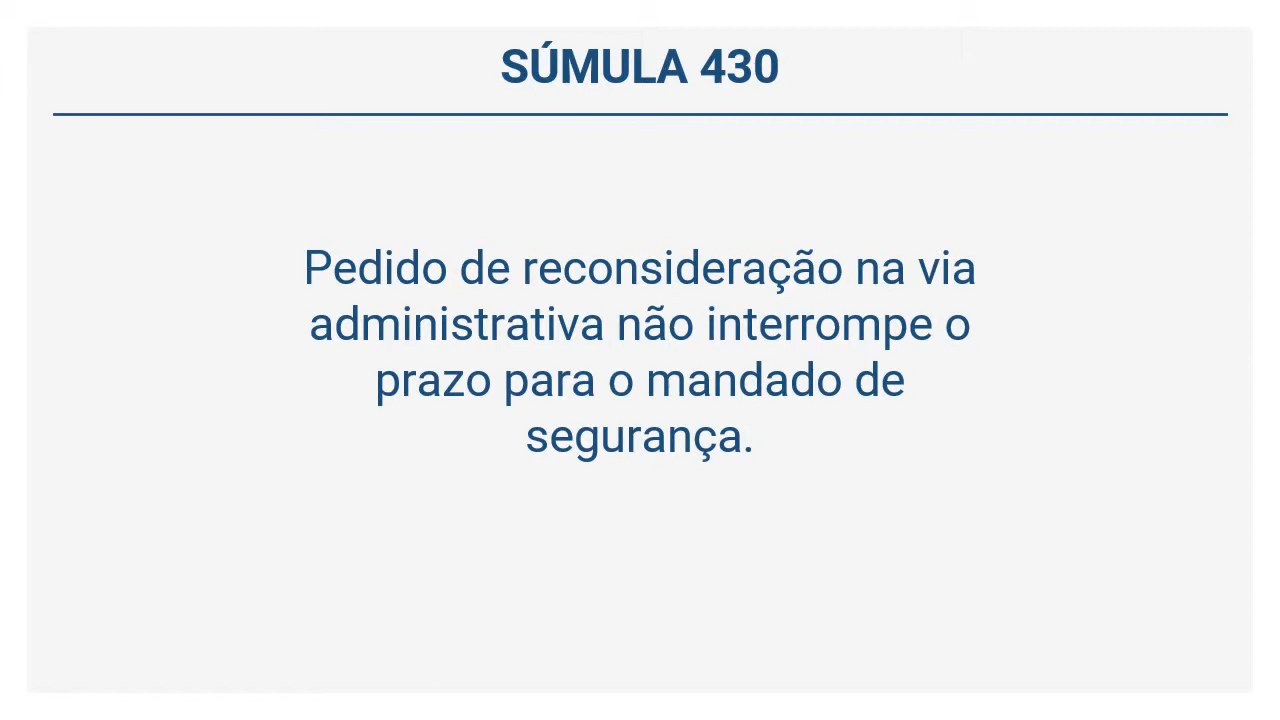 SÚMULA 430
Pedido de reconsideração na via
administrativa não interrompe o
prazo para o mandado de
segurança.